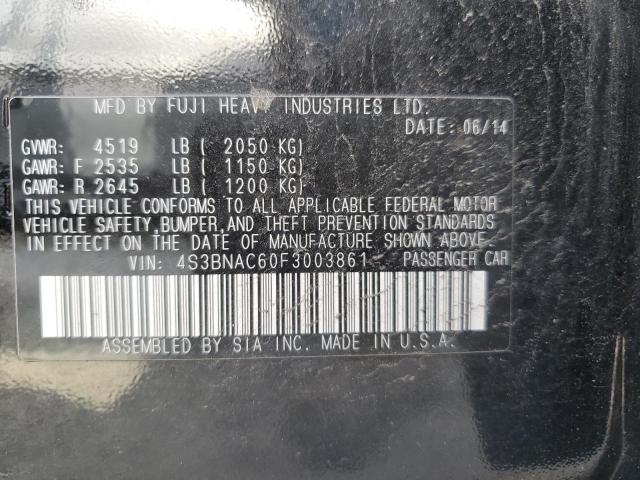 MFD BY FUJI HEAVY INDUSTRIES LTD.
DATE: 06/14
GVWR: 4519 LB ( 2050 KG)
GAWR: F 2535 LB ( 1150 KG)
GAWR: R 2645 LB ( 1200 KG)
THIS VEHICLE CONFORMS TO ALL APPLICABLE FEDERAL MOTOR
VEHICLE SAFETY, BUMPER, AND THEFT PREVENTION STANDARDS
IN EFFECT ON THE DATE OF MANUFACTURE SHOWN ABOVE.
VIN: 4S3BNAC60F3003861 PASSENGER CAR
ASSEMBLED BY SIA INC. MADE IN U.S.A.